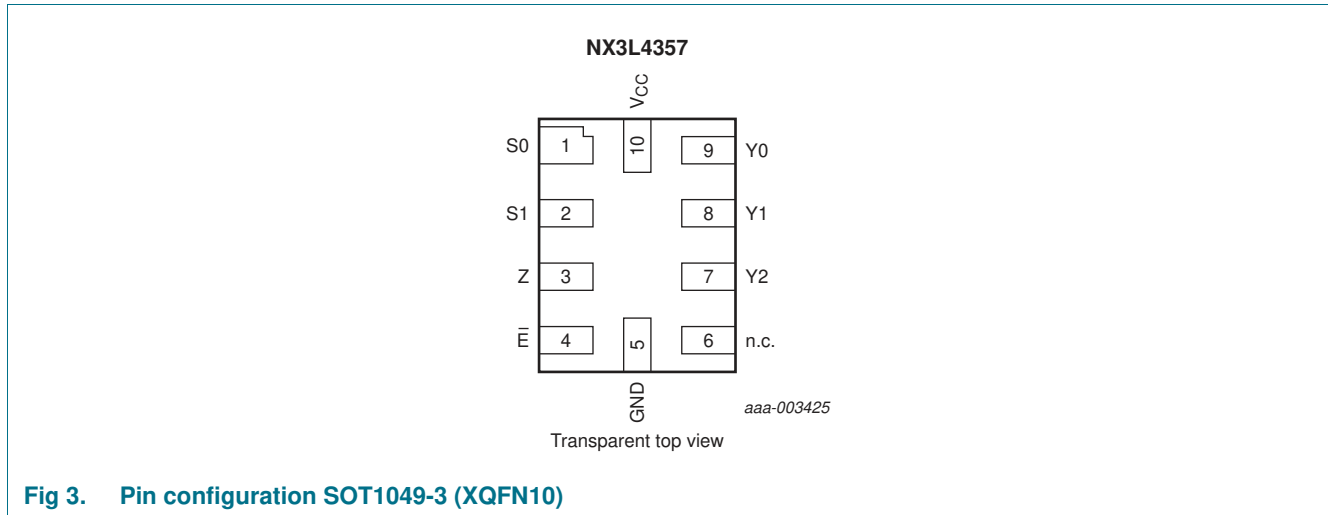 NX3L4357
VCC
S0 1 10 9 Y0
S1 2 8 Y1
Z 3 7 Y2
E̅ 4 5 6 n.c.
GND
aaa-003425
Transparent top view
Fig 3. Pin configuration SOT1049-3 (XQFN10)